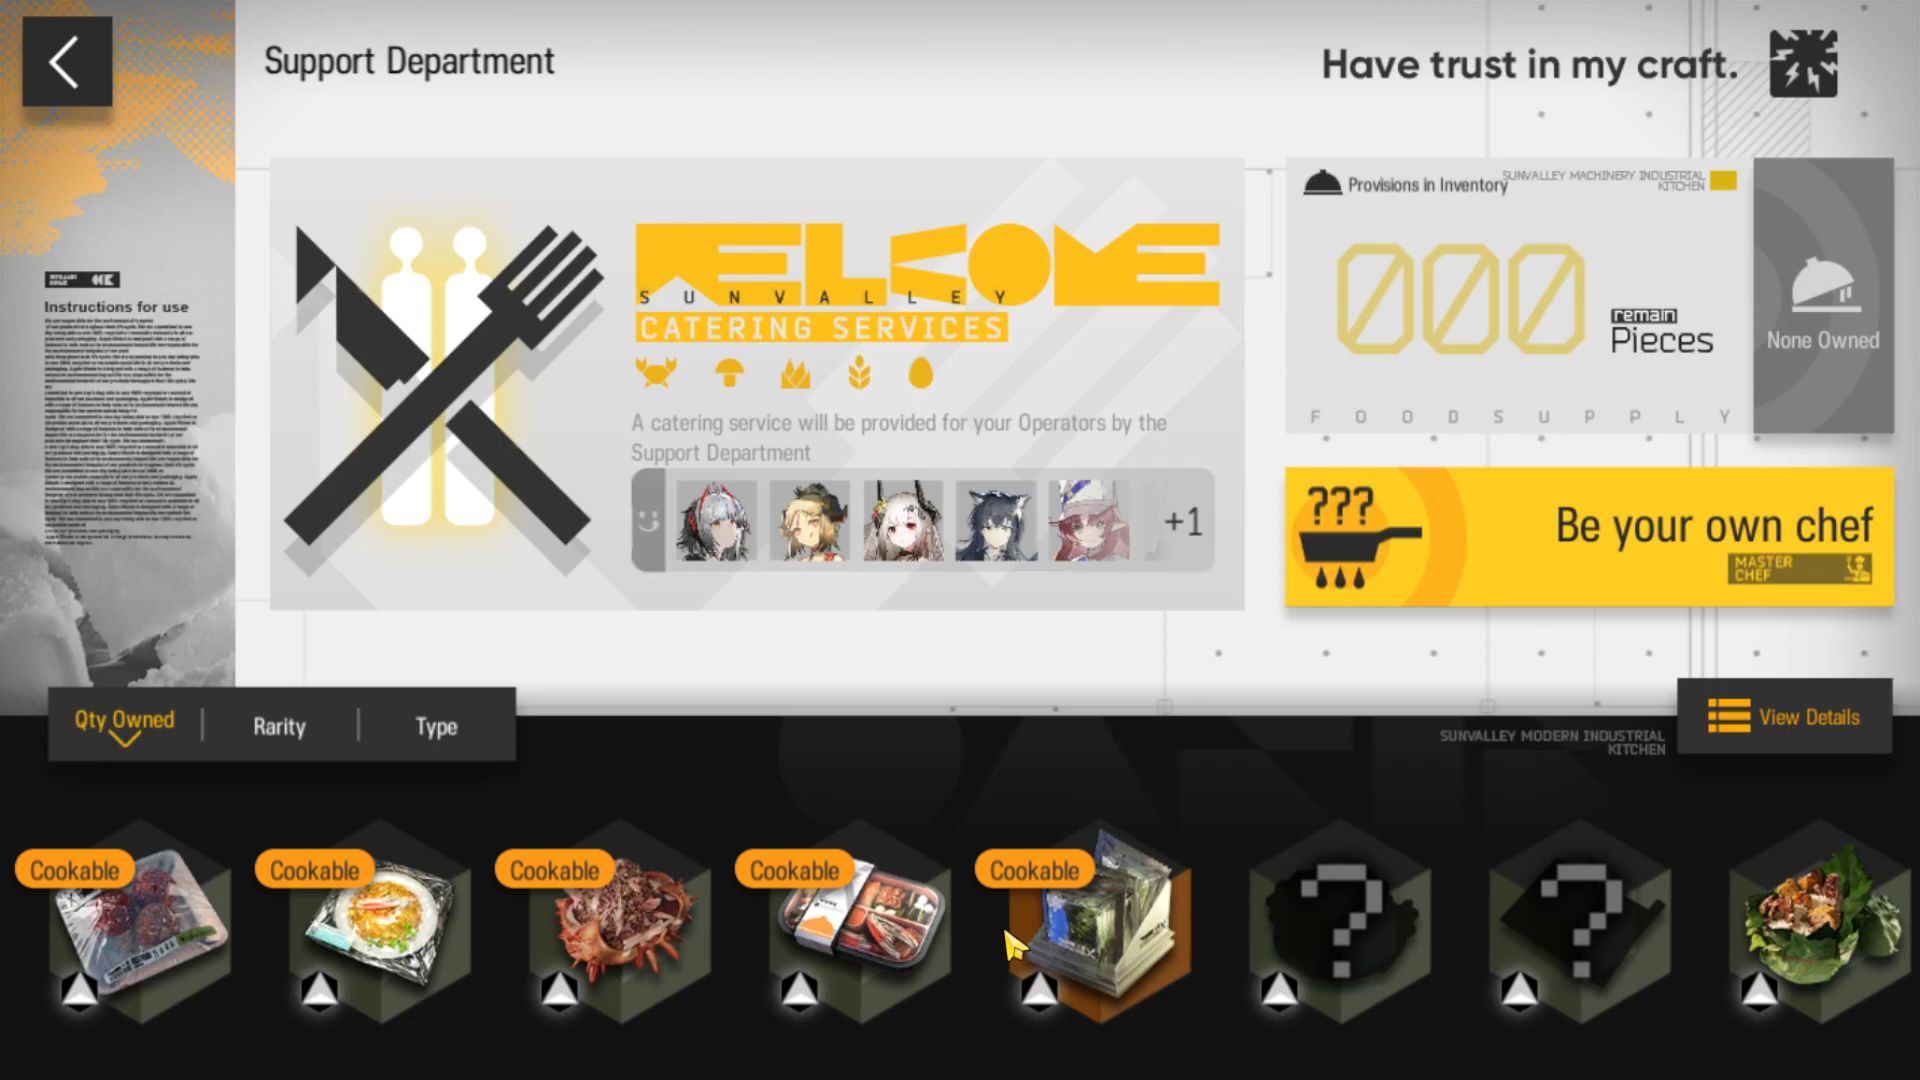 Support Department
Have trust in my craft.
Instructions for use
WELCOME
SUNVALLEY
CATERING SERVICES
A catering service will be provided for your Operators by the
Support Department
+1
Provisions in Inventory
SUNVALLEY MACHINERY INDUSTRIAL
KITCHEN
000
remain
Pieces
FOODSUPPLY
None Owned
???
Be your own chef
MASTER
CHEF
Qty Owned
Rarity
Type
SUNVALLEY MODERN INDUSTRIAL
KITCHEN
View Details
Cookable
Cookable
Cookable
Cookable
Cookable
?
?